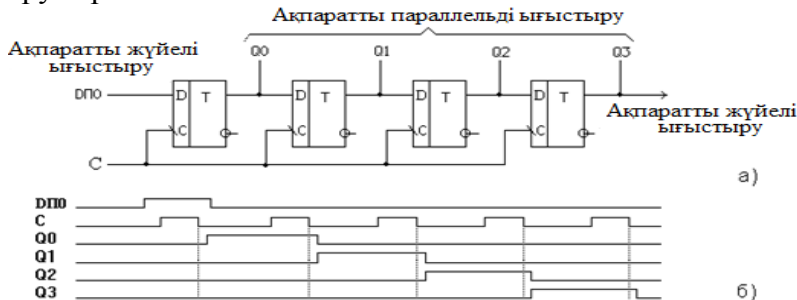 Ақпаратты параллельді ығыстыру
Ақпаратты жүйелі
ығыстыру
Q0 Q1 Q2 Q3
DП0 D T D T D T D T
C C C C
Ақпаратты жүйелі
ығыстыру
C
а)
DП0
C
Q0
Q1
Q2
Q3
б)